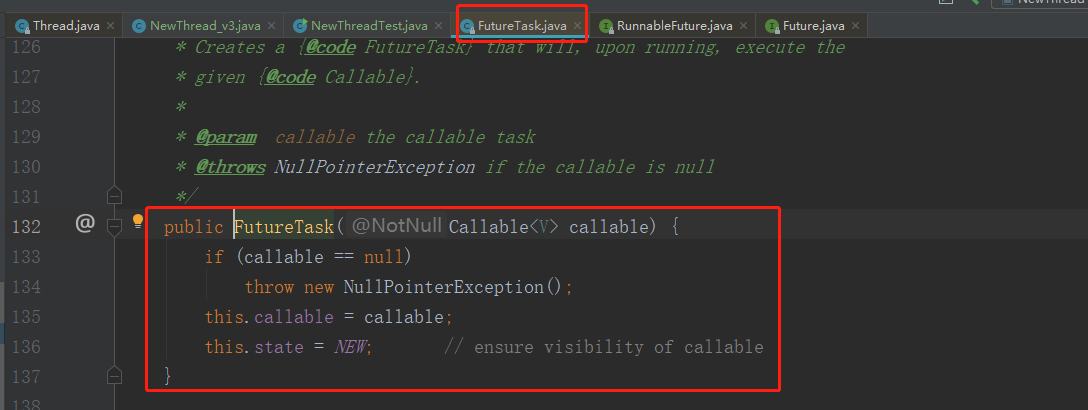 NewThread
Thread.java × NewThread_v3.java × NewThreadTest.java × FutureTask.java × RunnableFuture.java × Future.java ×
126 * Creates a {@code FutureTask} that will, upon running, execute the
127 * given {@code Callable}.
128 *
129 * @param callable the callable task
130 * @throws NullPointerException if the callable is null
131 */
132 @ public FutureTask( @NotNull Callable<V> callable) {
133 if (callable == null)
134 throw new NullPointerException();
135 this.callable = callable;
136 this.state = NEW; // ensure visibility of callable
137 }
138